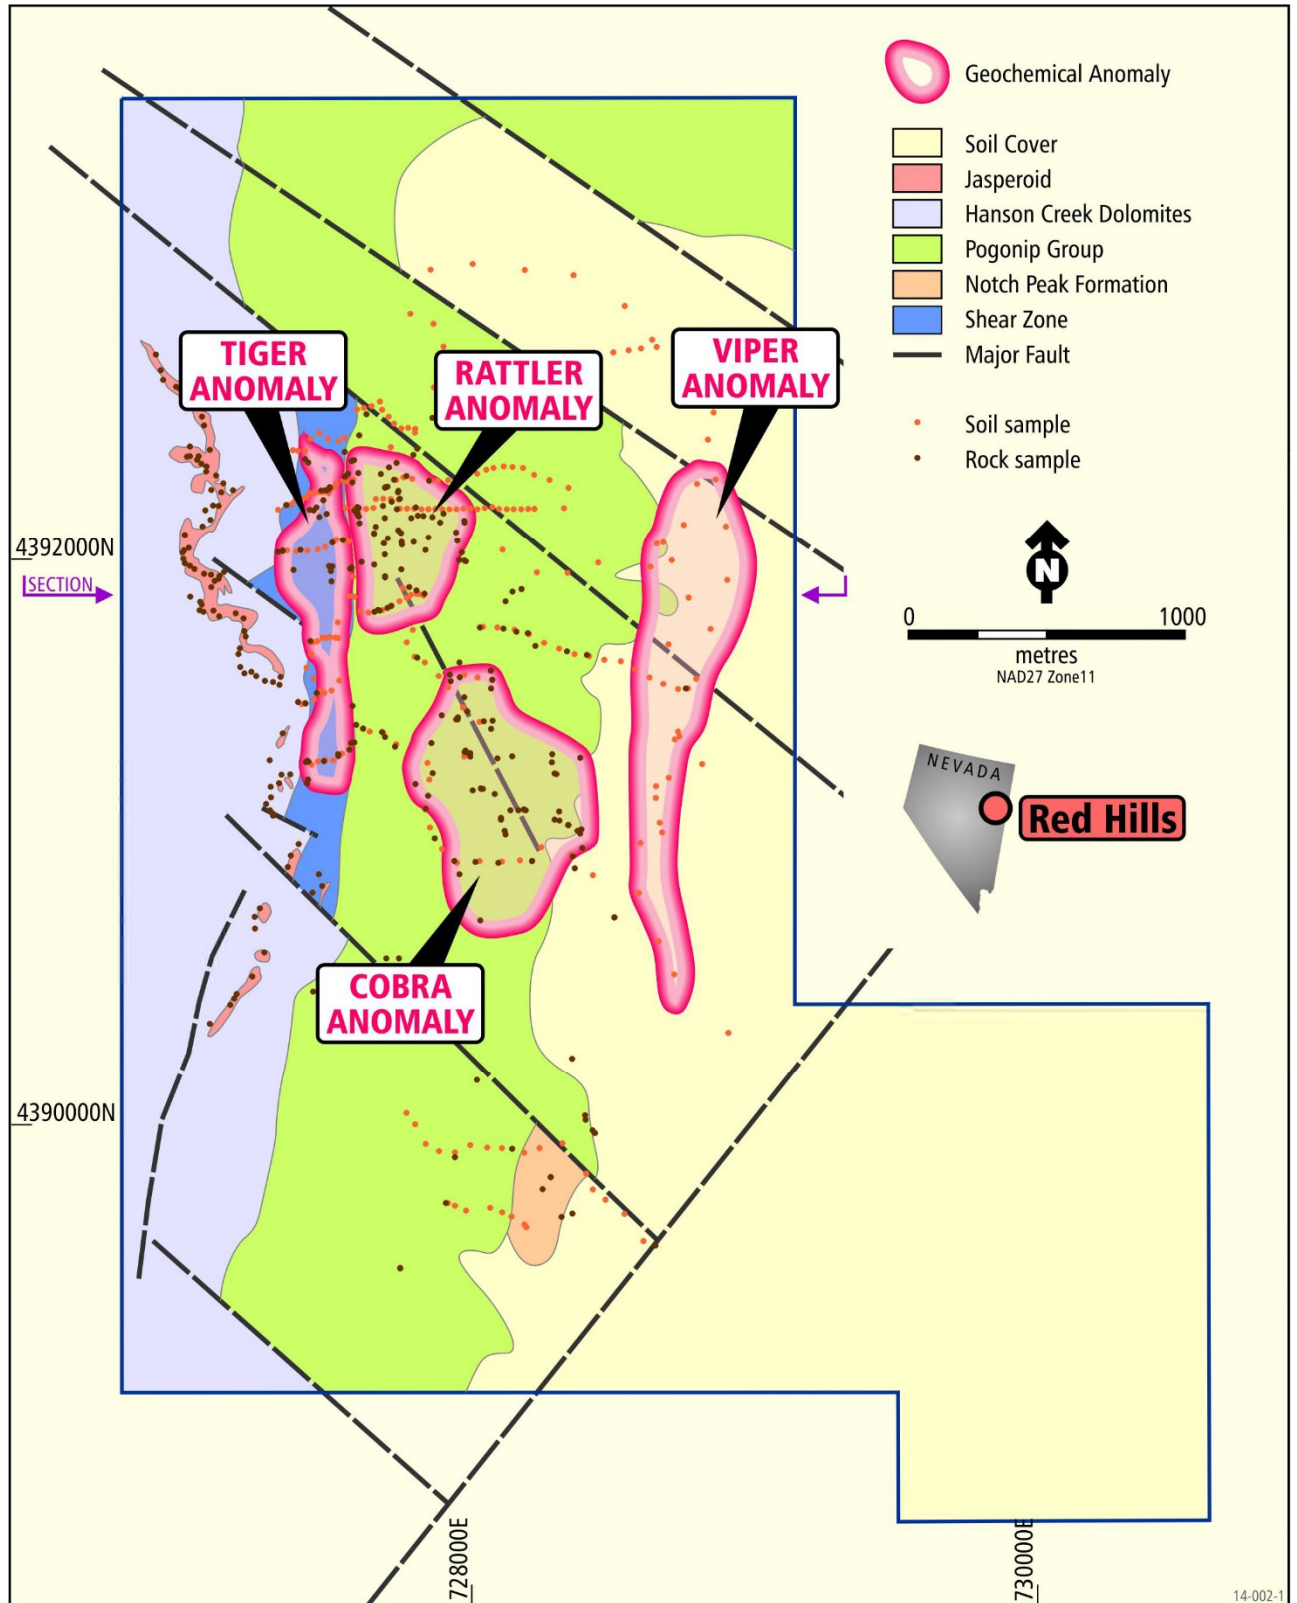 Geochemical Anomaly
Soil Cover
Jasperoid
Hanson Creek Dolomites
Pogonip Group
Notch Peak Formation
Shear Zone
Major Fault
Soil sample
Rock sample
TIGER
ANOMALY
RATTLER
ANOMALY
VIPER
ANOMALY
4392000N
SECTION
N
0 1000
metres
NAD27 Zone11
NEVADA
Red Hills
COBRA
ANOMALY
4390000N
728000E
730000E
14-002-1